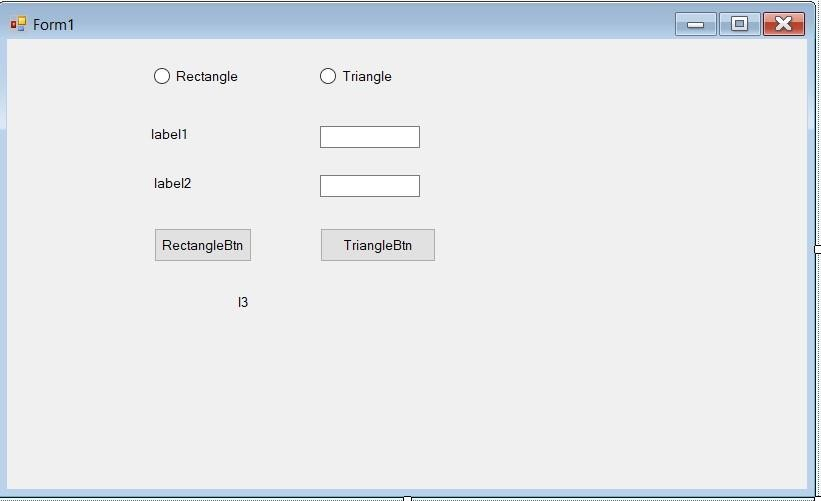 Form1
Rectangle Triangle
label1
label2
RectangleBtn TriangleBtn
l3